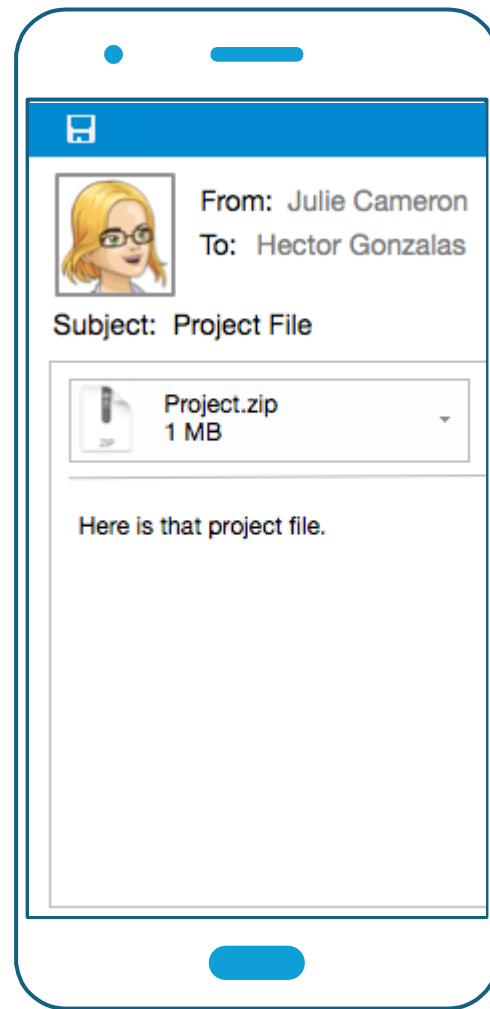 From: Julie Cameron
To: Hector Gonzalas
Subject: Project File
Project.zip
1 MB
ZIP
Here is that project file.